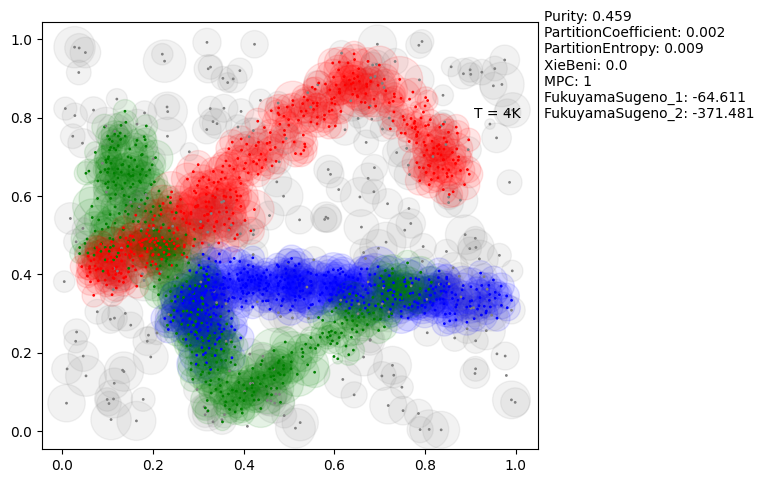 Purity: 0.459
PartitionCoefficient: 0.002
PartitionEntropy: 0.009
XieBeni: 0.0
MPC: 1
FukuyamaSugeno_1: -64.611
FukuyamaSugeno_2: -371.481
T = 4K
1.0
0.8
0.6
0.4
0.2
0.0
0.0 0.2 0.4 0.6 0.8 1.0